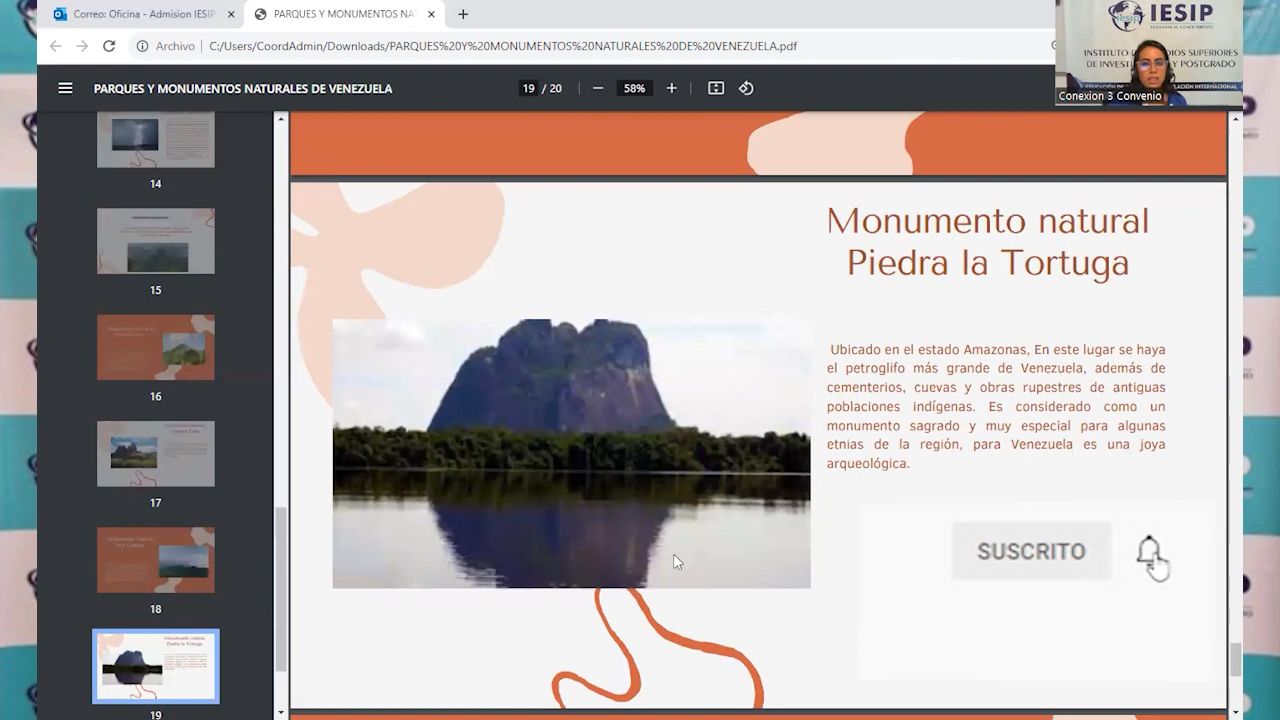 Correo: Oficina - Admision IESIP
PARQUES Y MONUMENTOS NA
Archivo
C:/Users/CoordAdmin/Downloads/PARQUES%20Y%20MONUMENTOS%20NATURALES%20DE%20VENEZUELA.pdf
IESIP
INSTITUTO
SUPERIORES
DE
Y POSTGRADO
Conexion 3 Convenio
PARQUES Y MONUMENTOS NATURALES DE VENEZUELA
19 / 20
58%
14
15
16
17
18
19
Monumento natural
Piedra la Tortuga
Ubicado en el estado Amazonas, En este lugar se haya
el petroglifo más grande de Venezuela, además de
cementerios, cuevas y obras rupestres de antiguas
poblaciones indígenas. Es considerado como un
monumento sagrado y muy especial para algunas
etnias de la región, para Venezuela es una joya
arqueológica.
SUSCRITO